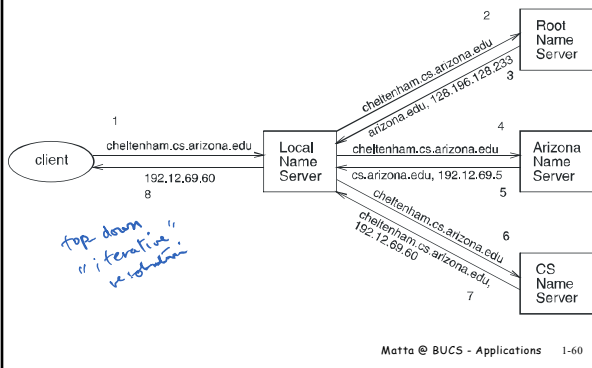 2
Root
Name
Server
cheltenham.cs.arizona.edu
arizona.edu, 128.196.128.233
3
1
cheltenham.cs.arizona.edu
client
192.12.69.60
8
Local
Name
Server
4
cheltenham.cs.arizona.edu
cs.arizona.edu, 192.12.69.5
5
Arizona
Name
Server
cheltenham.cs.arizona.edu
6
cheltenham.cs.arizona.edu,
192.12.69.60
7
CS
Name
Server
top down
"iterative"
Matta @ BUCS - Applications 1-60